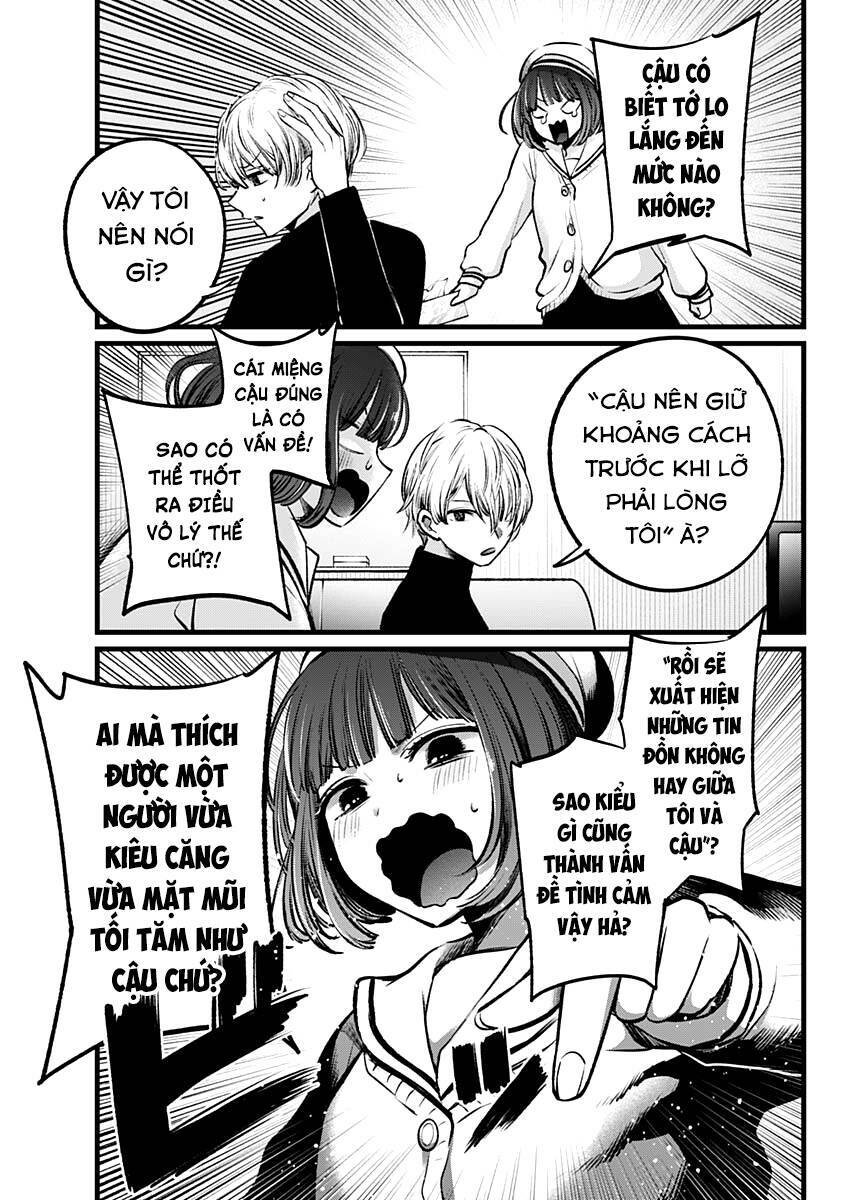 CẬU CÓ
BIẾT TỚ LO
LẮNG ĐẾN
MỨC NÀO
KHÔNG?
VẬY TÔI
NÊN NÓI
GÌ?
“CẬU NÊN GIỮ
KHOẢNG CÁCH
TRƯỚC KHI LỠ
PHẢI LÒNG
TÔI” À?
CÁI MIỆNG
CẬU ĐÚNG
LÀ CÓ
VẤN ĐỀ!
SAO CÓ
THỂ THỐT
RA ĐIỀU
VÔ LÝ THẾ
CHỨ?!
“RỒI SẼ
XUẤT HIỆN
NHỮNG TIN
ĐỒN KHÔNG
HAY GIỮA
TÔI VÀ
CẬU”?
SAO KIỂU
GÌ CŨNG
THÀNH VẤN
ĐỀ TÌNH CẢM
VẬY HẢ?
AI MÀ THÍCH
ĐƯỢC MỘT
NGƯỜI VỪA
KIÊU CĂNG
VỪA MẶT MŨI
TỐI TĂM NHƯ
CẬU CHỨ?
ビ